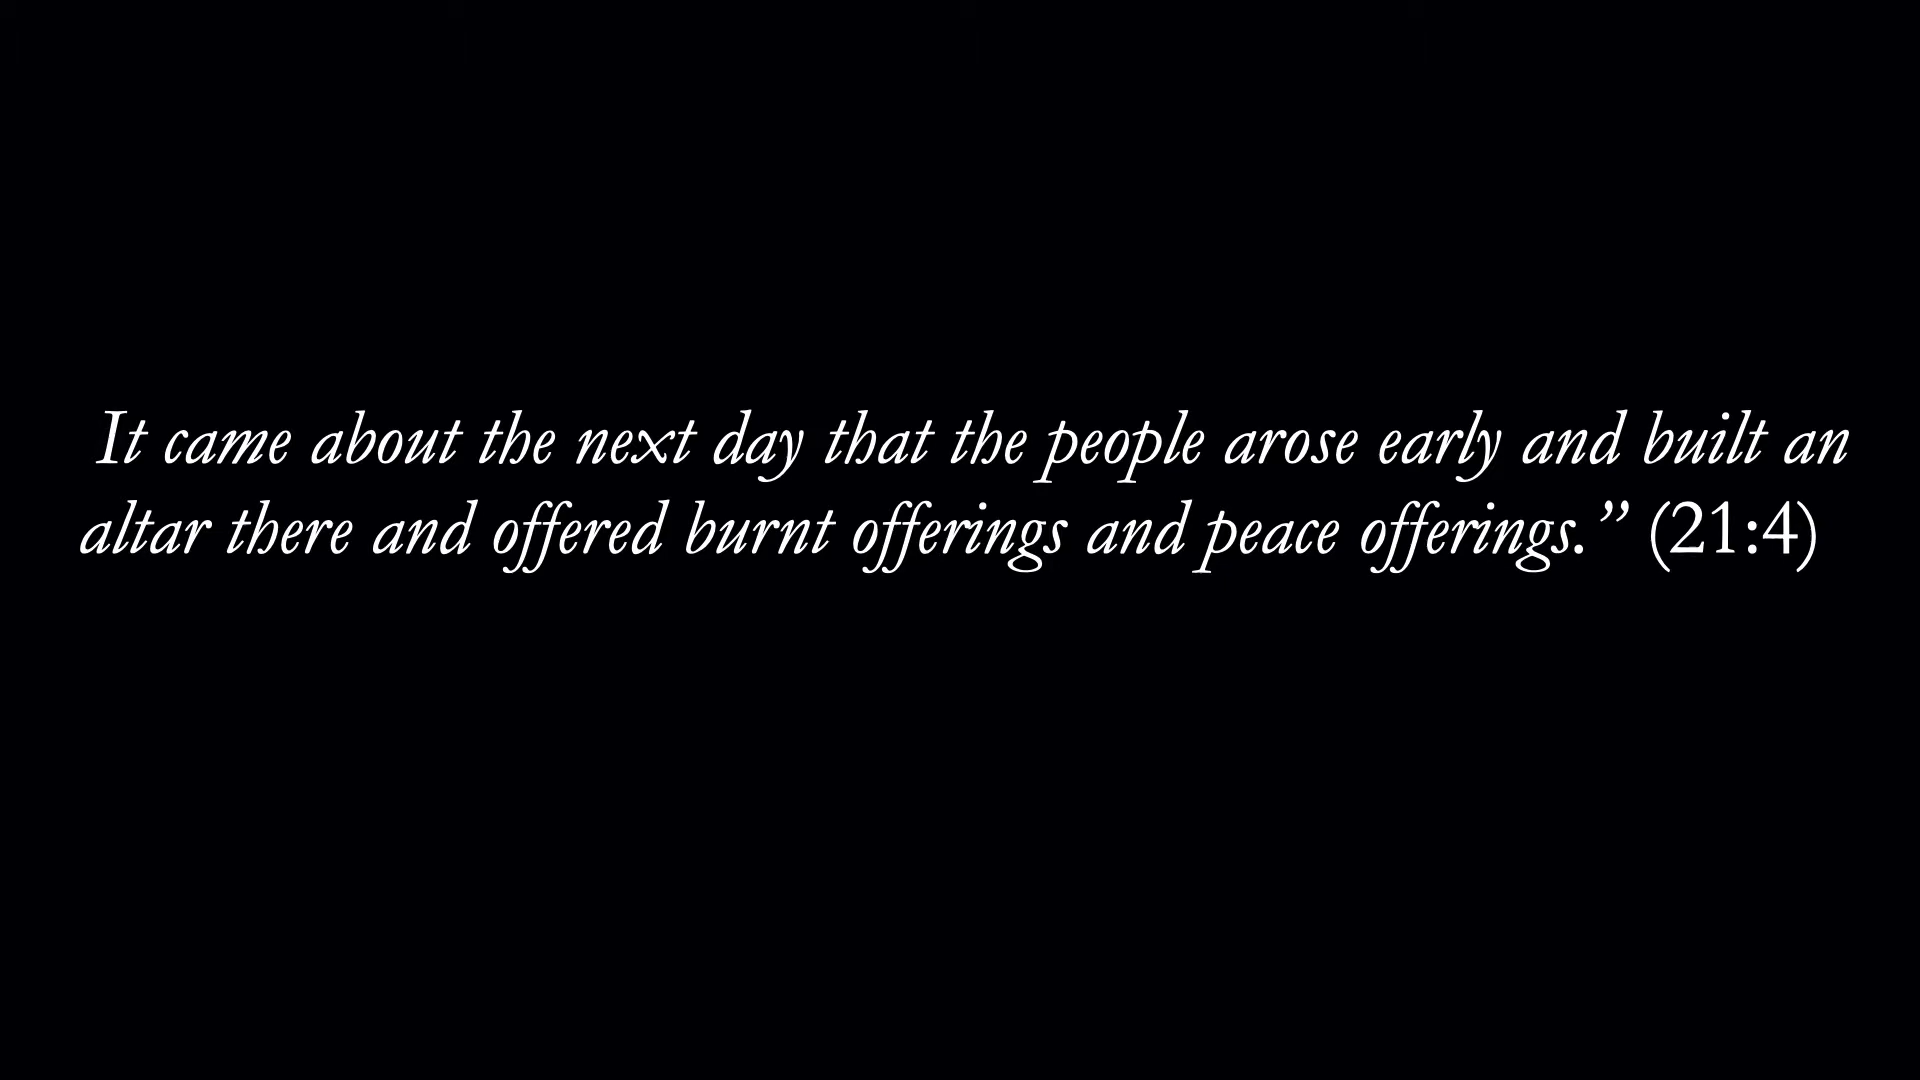 It came about the next day that the people arose early and built an
altar there and offered burnt offerings and peace offerings.” (21:4)